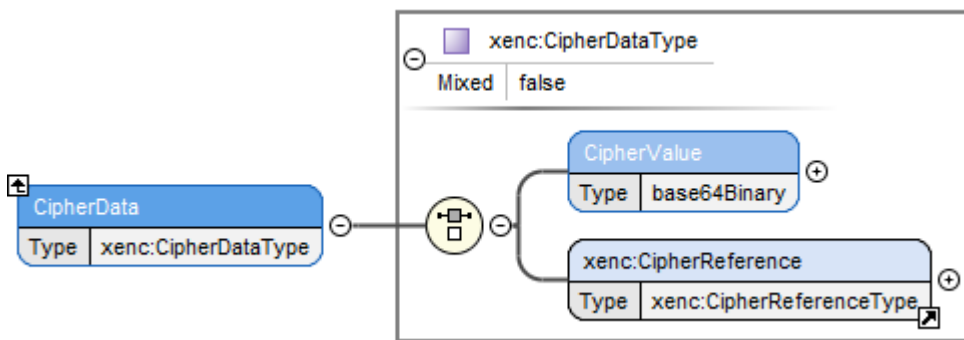 xenc:CipherDataType
Mixed false
CipherValue
Type base64Binary
CipherData
Type xenc:CipherDataType
xenc:CipherReference
Type xenc:CipherReferenceType